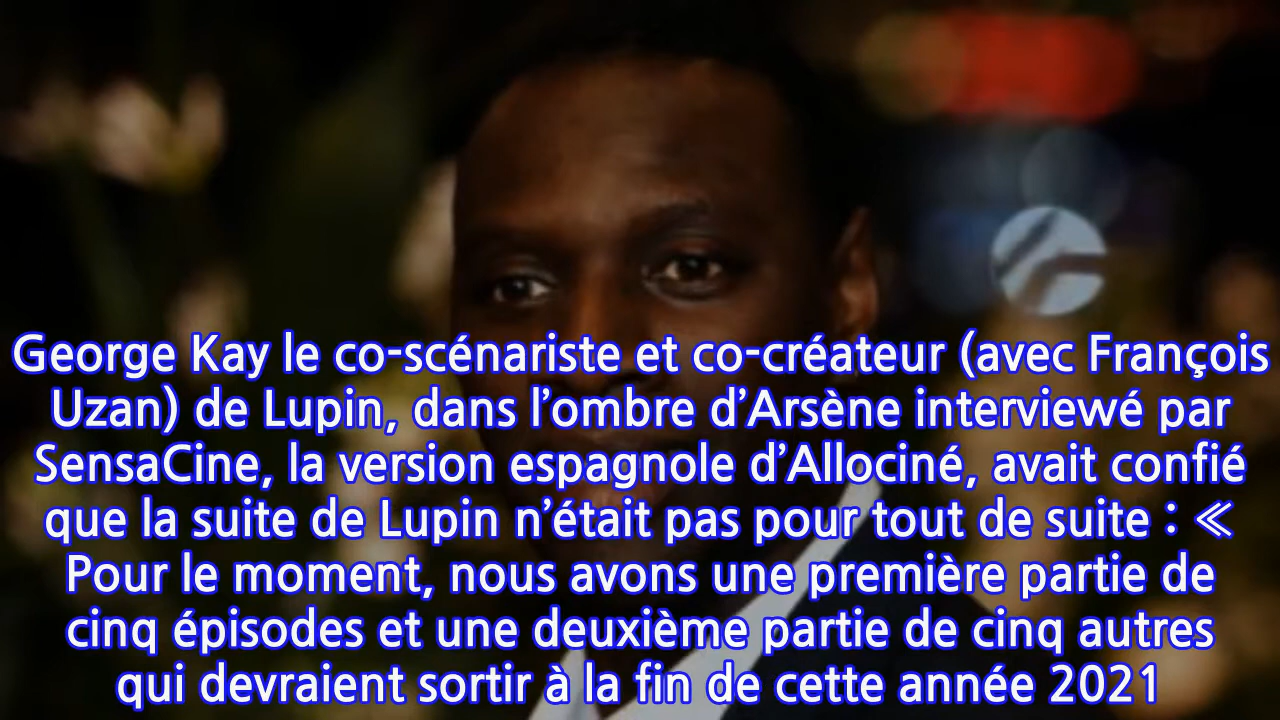 George Kay le co-scénariste et co-créateur (avec François
Uzan) de Lupin, dans l’ombre d’Arsène interviewé par
SensaCine, la version espagnole d’Allociné, avait confié
que la suite de Lupin n’était pas pour tout de suite : «
Pour le moment, nous avons une première partie de
cinq épisodes et une deuxième partie de cinq autres
qui devraient sortir à la fin de cette année 2021